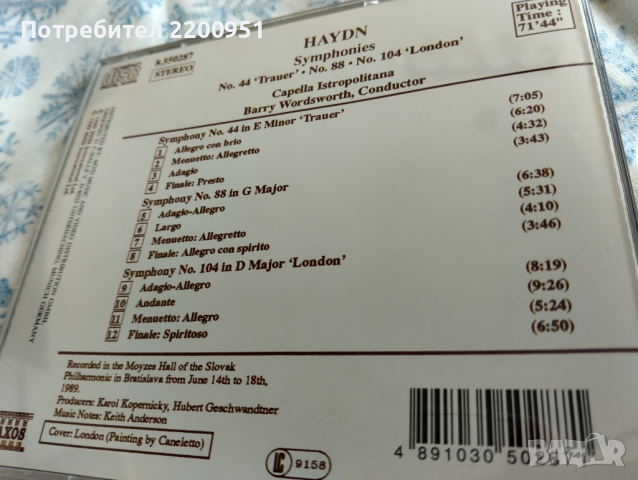 Потребител 2200951
HAYDN
Symphonies
No. 44 'Trauer' • No. 88 • No. 104 'London'
Capella Istropolitana
Barry Wordsworth, Conductor
8.550287
STEREO
Playing
Time :
71'44"
Symphony No. 44 in E Minor 'Trauer'
1 Allegro con brio (7:05)
2 Menuetto: Allegretto (6:20)
3 Adagio (4:32)
4 Finale: Presto (3:43)
Symphony No. 88 in G Major
5 Adagio-Allegro (6:38)
6 Largo (5:31)
7 Menuetto: Allegretto (4:10)
8 Finale: Allegro con spirito (3:46)
Symphony No. 104 in D Major 'London'
9 Adagio-Allegro (8:19)
10 Andante (9:26)
11 Menuetto: Allegro (5:24)
12 Finale: Spiritoso (6:50)
Recorded in the Moyzes Hall of the Slovak
Philharmonic in Bratislava from June 14th to 18th,
1989.
Producers: Karol Kopernicky, Hubert Geschwandtner
Music Notes: Keith Anderson
Cover: London (Painting by Caneletto)
LC 9158
4 891030 502
BAZAR